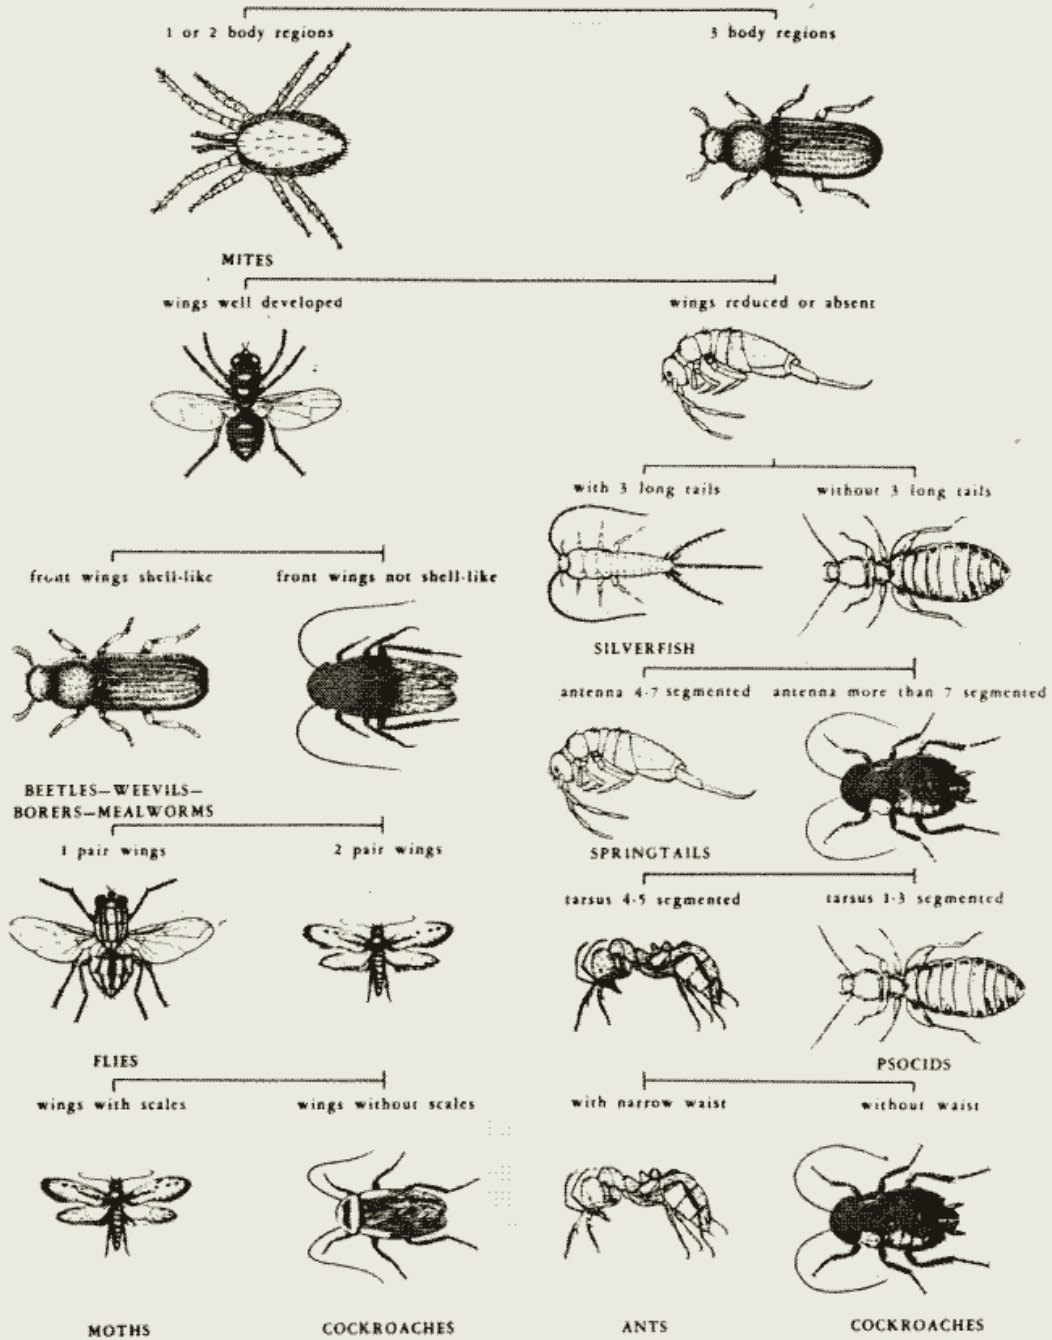 1 or 2 body regions
3 body regions
MITES
wings well developed
wings reduced or absent
with 3 long tails
without 3 long tails
front wings shell-like
front wings not shell-like
SILVERFISH
antenna 4-7 segmented
antenna more than 7 segmented
BEETLES—WEEVILS—
BORERS—MEALWORMS
1 pair wings
2 pair wings
SPRINGTAILS
tarsus 4-5 segmented
tarsus 1-3 segmented
FLIES
PSOCIDS
wings with scales
wings without scales
with narrow waist
without waist
MOTHS
COCKROACHES
ANTS
COCKROACHES